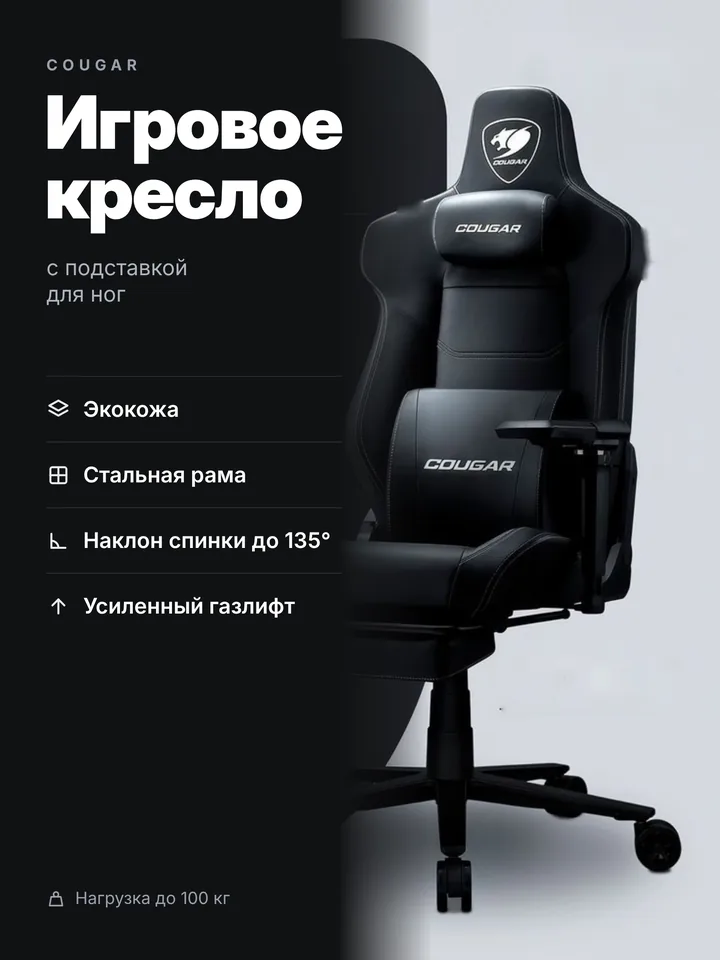 COUGAR
Игровое
кресло
с подставкой
для ног
Экокожа
Стальная рама
Наклон спинки до 135°
Усиленный газлифт
Нагрузка до 100 кг
COUGAR
COUGAR
COUGAR